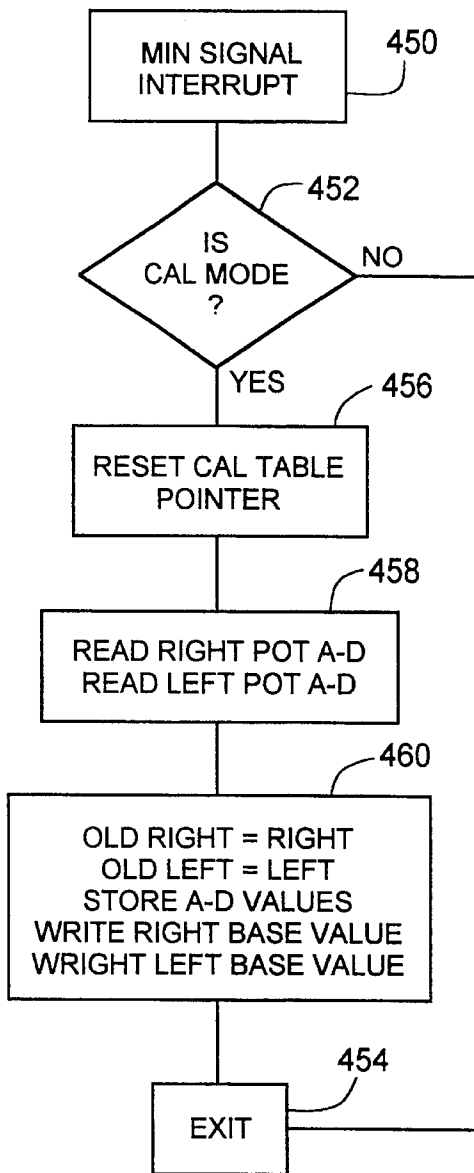 MIN SIGNAL
INTERRUPT
450
452
IS
CAL MODE
?
NO
YES
456
RESET CAL TABLE
POINTER
458
READ RIGHT POT A-D
READ LEFT POT A-D
460
OLD RIGHT = RIGHT
OLD LEFT = LEFT
STORE A-D VALUES
WRITE RIGHT BASE VALUE
WRIGHT LEFT BASE VALUE
454
EXIT